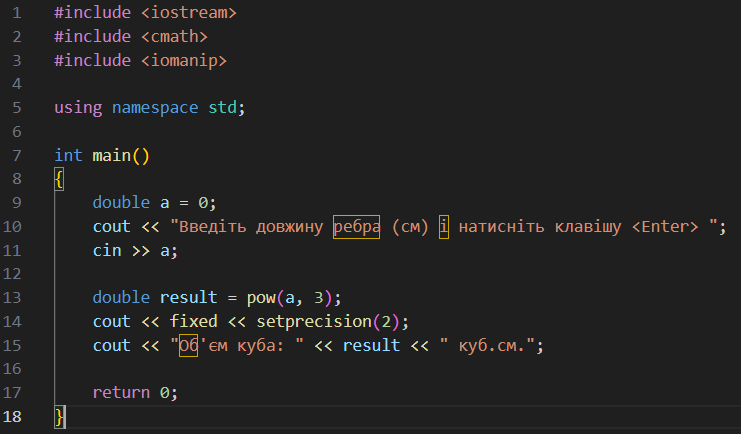 1 #include <iostream>
2 #include <cmath>
3 #include <iomanip>
4
5 using namespace std;
6
7 int main()
8 {
9     double a = 0;
10     cout << "Введіть довжину ребра (см) і натисніть клавішу <Enter> ";
11     cin >> a;
12
13     double result = pow(a, 3);
14     cout << fixed << setprecision(2);
15     cout << "Об'єм куба: " << result << " куб.см.";
16
17     return 0;
18 }